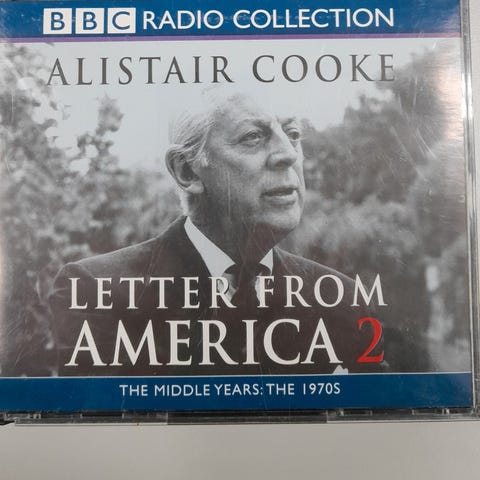 BBC RADIO COLLECTION
ALISTAIR COOKE
LETTER FROM
AMERICA 2
THE MIDDLE YEARS: THE 1970S